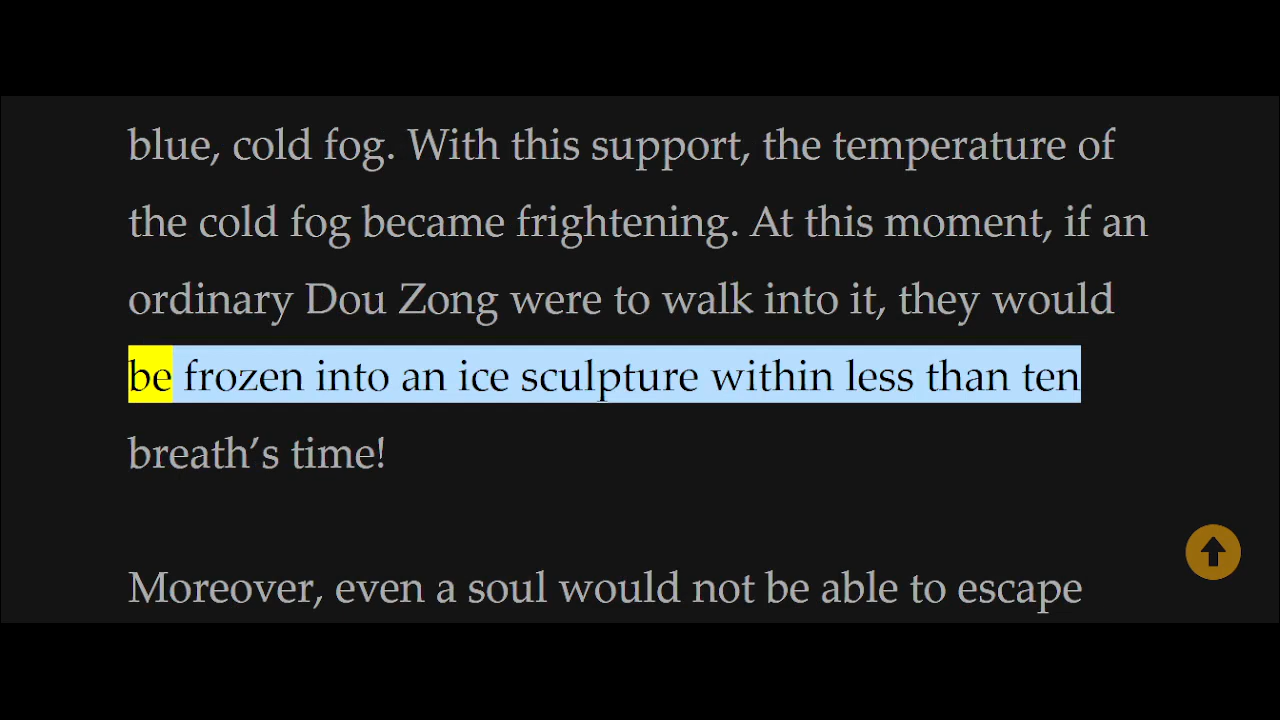 blue, cold fog. With this support, the temperature of
the cold fog became frightening. At this moment, if an
ordinary Dou Zong were to walk into it, they would
be frozen into an ice sculpture within less than ten
breath’s time!
Moreover, even a soul would not be able to escape